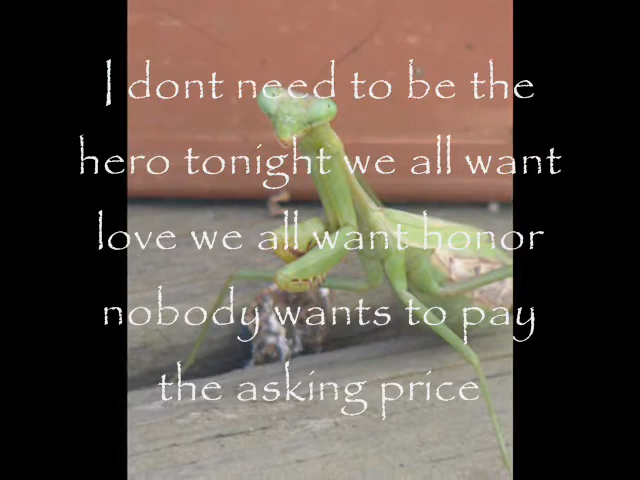 I dont need to be the
hero tonight we all want
love we all want honor
nobody wants to pay
the asking price